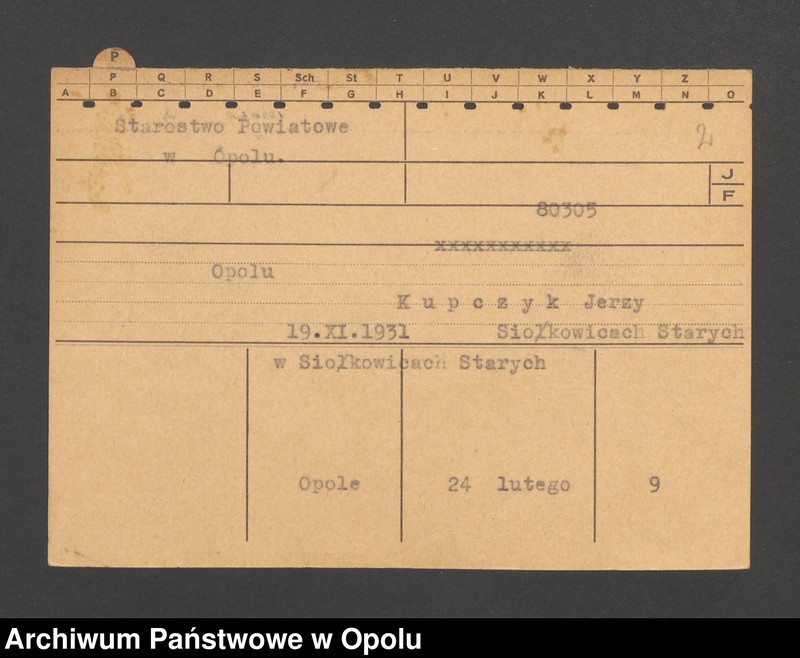 P
P Q R S Sch St T U V W X Y Z
A B C D E F G H I J K L M N O
Starostwo Powiatowe
2
w Opolu.
J
F
80305
xxxxxxxxxxx
Opolu
Kupczyk Jerzy
19.XI.1931 Siołkowicach Starych
w Siołkowicach Starych
Opole 24 lutego 9
Archiwum Państwowe w Opolu